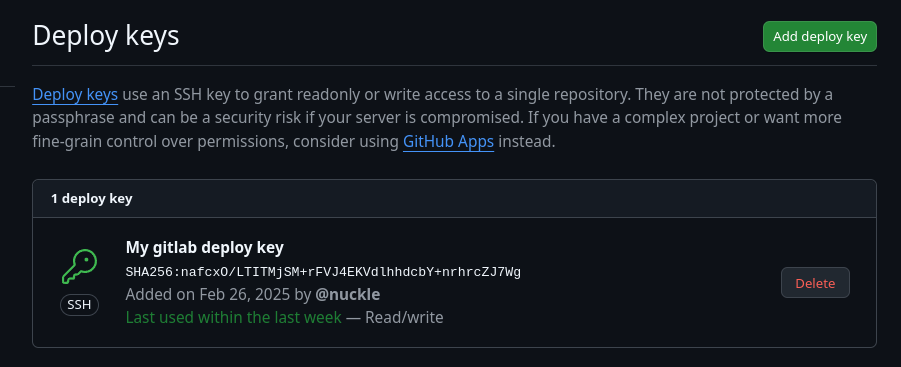 Deploy keys
Add deploy key
Deploy keys use an SSH key to grant readonly or write access to a single repository. They are not protected by a
passphrase and can be a security risk if your server is compromised. If you have a complex project or want more
fine-grain control over permissions, consider using GitHub Apps instead.
1 deploy key
My gitlab deploy key
SHA256:nafcxO/LTITMjSM+rFVJ4EKVdlhhdcbY+nrhrcZJ7Wg
SSH
Added on Feb 26, 2025 by @nuckle
Last used within the last week — Read/write
Delete